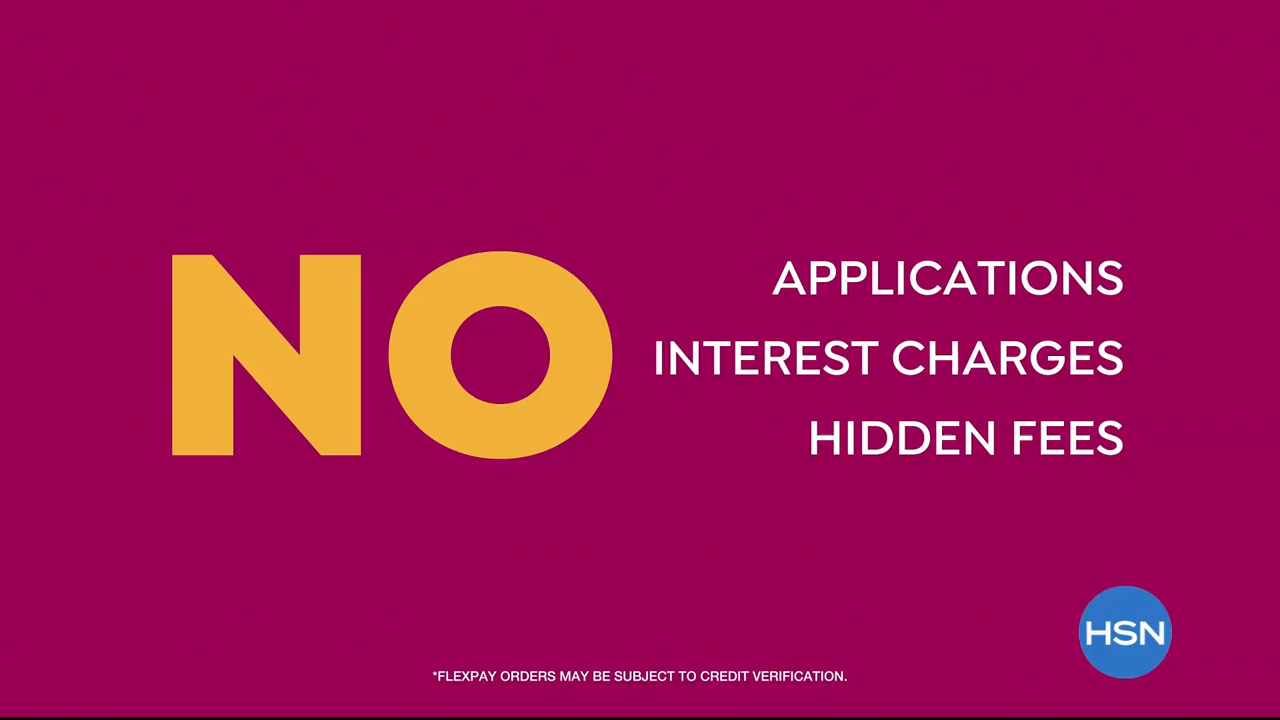 NO
APPLICATIONS
INTEREST CHARGES
HIDDEN FEES
HSN
*FLEXPAY ORDERS MAY BE SUBJECT TO CREDIT VERIFICATION.